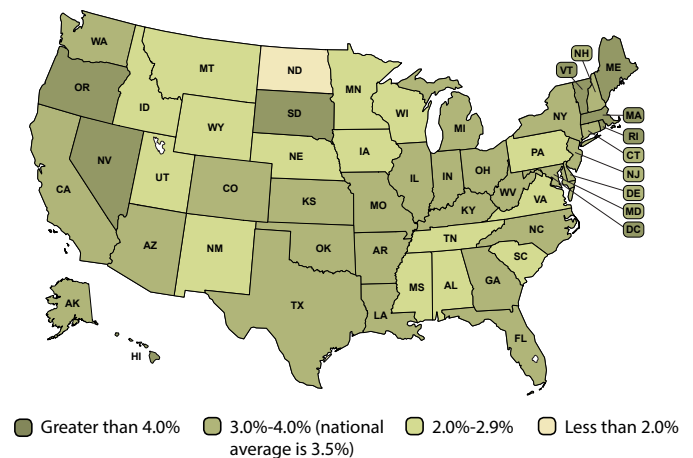 WA
OR
CA
NV
ID
MT
WY
UT
AZ
CO
NM
ND
SD
NE
KS
OK
TX
MN
IA
MO
AR
LA
WI
IL
MS
MI
IN
KY
TN
AL
OH
WV
GA
FL
SC
NC
VA
PA
NY
VT
NH
ME
MA
RI
CT
NJ
DE
MD
DC
AK
HI
Greater than 4.0%
3.0%-4.0% (national
average is 3.5%)
2.0%-2.9%
Less than 2.0%